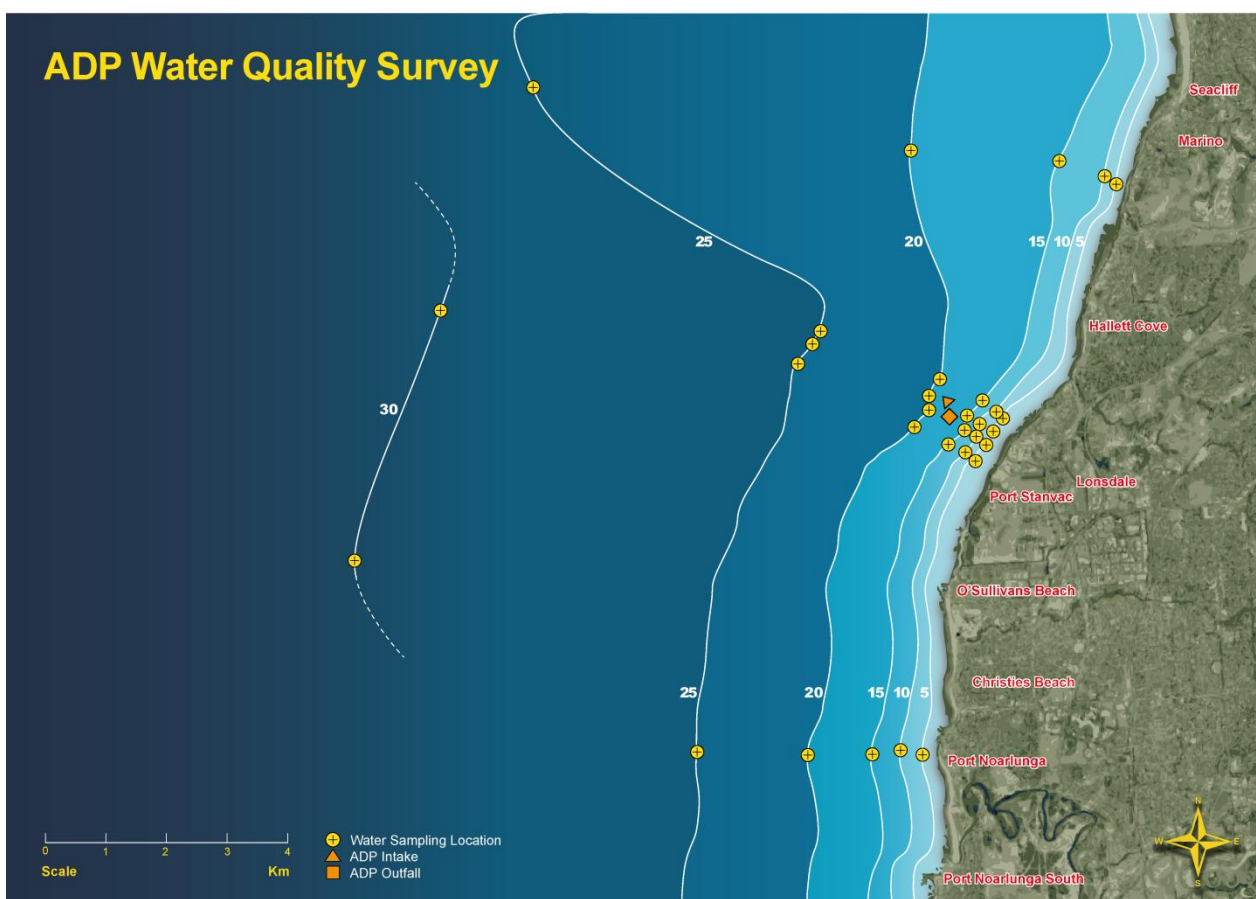 ADP Water Quality Survey
Seacliff
Marino
25
20
15 10 5
Hallett Cove
30
Lonsdale
Port Stanvac
O'Sullivans Beach
Christies Beach
25
20
15 10 5
Port Noarlunga
0 1 2 3 4
Scale Km
Water Sampling Location
ADP Intake
ADP Outfall
N
W E
S
Port Noarlunga South